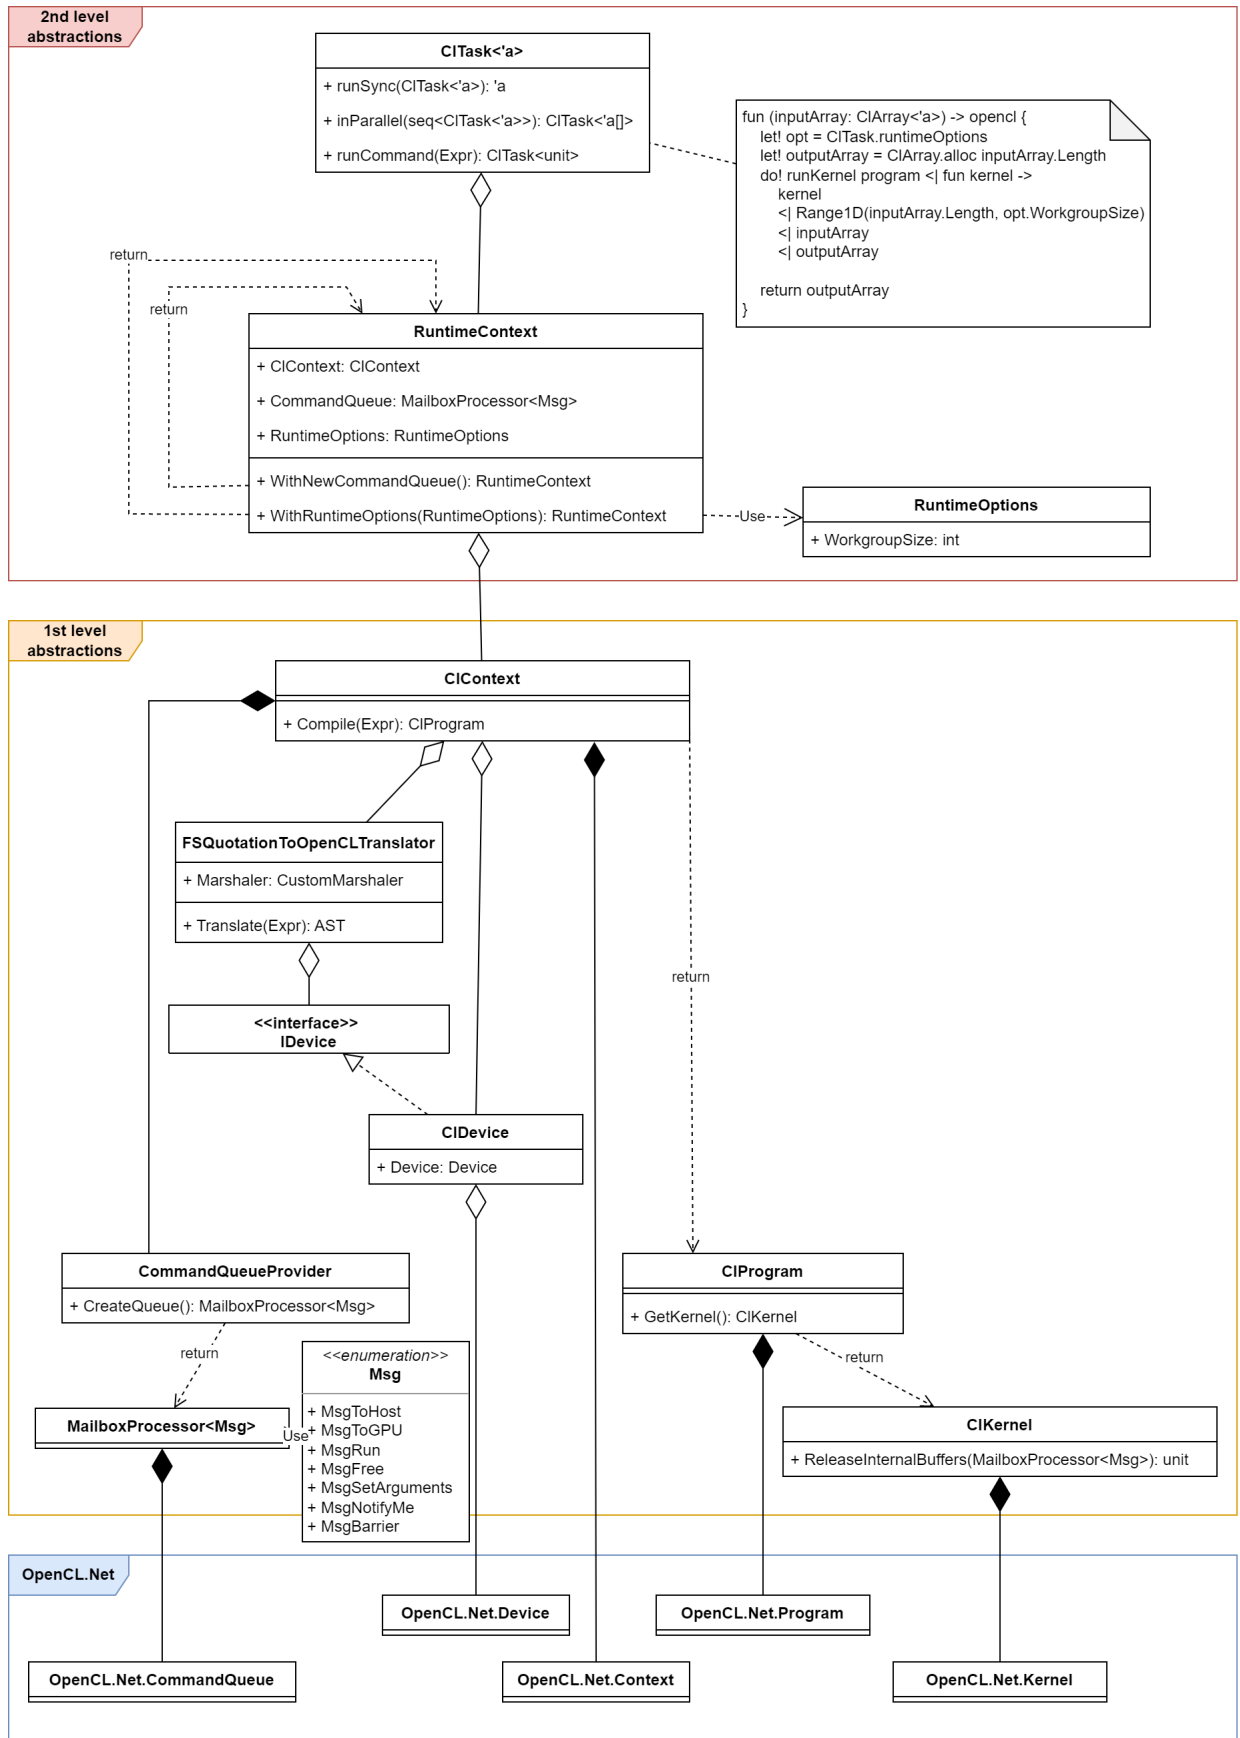 2nd level
abstractions
ClTask<'a>
+ runSync(ClTask<'a>): 'a
+ inParallel(seq<ClTask<'a>>): ClTask<'a[]>
+ runCommand(Expr): ClTask<unit>
fun (inputArray: ClArray<'a>) -> opencl {
let! opt = ClTask.runtimeOptions
let! outputArray = ClArray.alloc inputArray.Length
do! runKernel program <| fun kernel ->
kernel
<| Range1D(inputArray.Length, opt.WorkgroupSize)
<| inputArray
<| outputArray
return outputArray
}
return
return
RuntimeContext
+ ClContext: ClContext
+ CommandQueue: MailboxProcessor<Msg>
+ RuntimeOptions: RuntimeOptions
+ WithNewCommandQueue(): RuntimeContext
+ WithRuntimeOptions(RuntimeOptions): RuntimeContext
Use
RuntimeOptions
+ WorkgroupSize: int
1st level
abstractions
ClContext
+ Compile(Expr): ClProgram
FSQuotationToOpenCLTranslator
+ Marshaler: CustomMarshaler
+ Translate(Expr): AST
return
<<interface>>
IDevice
ClDevice
+ Device: Device
CommandQueueProvider
+ CreateQueue(): MailboxProcessor<Msg>
ClProgram
+ GetKernel(): ClKernel
return
return
<<enumeration>>
Msg
+ MsgToHost
+ MsgToGPU
+ MsgRun
+ MsgFree
+ MsgSetArguments
+ MsgNotifyMe
+ MsgBarrier
MailboxProcessor<Msg>
Use
ClKernel
+ ReleaseInternalBuffers(MailboxProcessor<Msg>): unit
OpenCL.Net
OpenCL.Net.Device
OpenCL.Net.Program
OpenCL.Net.CommandQueue
OpenCL.Net.Context
OpenCL.Net.Kernel